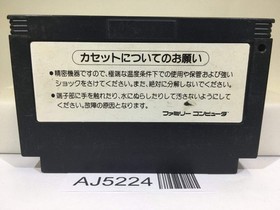 カセットについてのお願い
●精密機器ですので、極端な温度条件下での使用や保管および強い
ショックをさけてください。また、絶対に分解しないでください。
●端子部に手を触れたり、水にぬらしたりして汚さないようにして
ください。故障の原因となります。
ファミリー コンピュータ
AJ5224